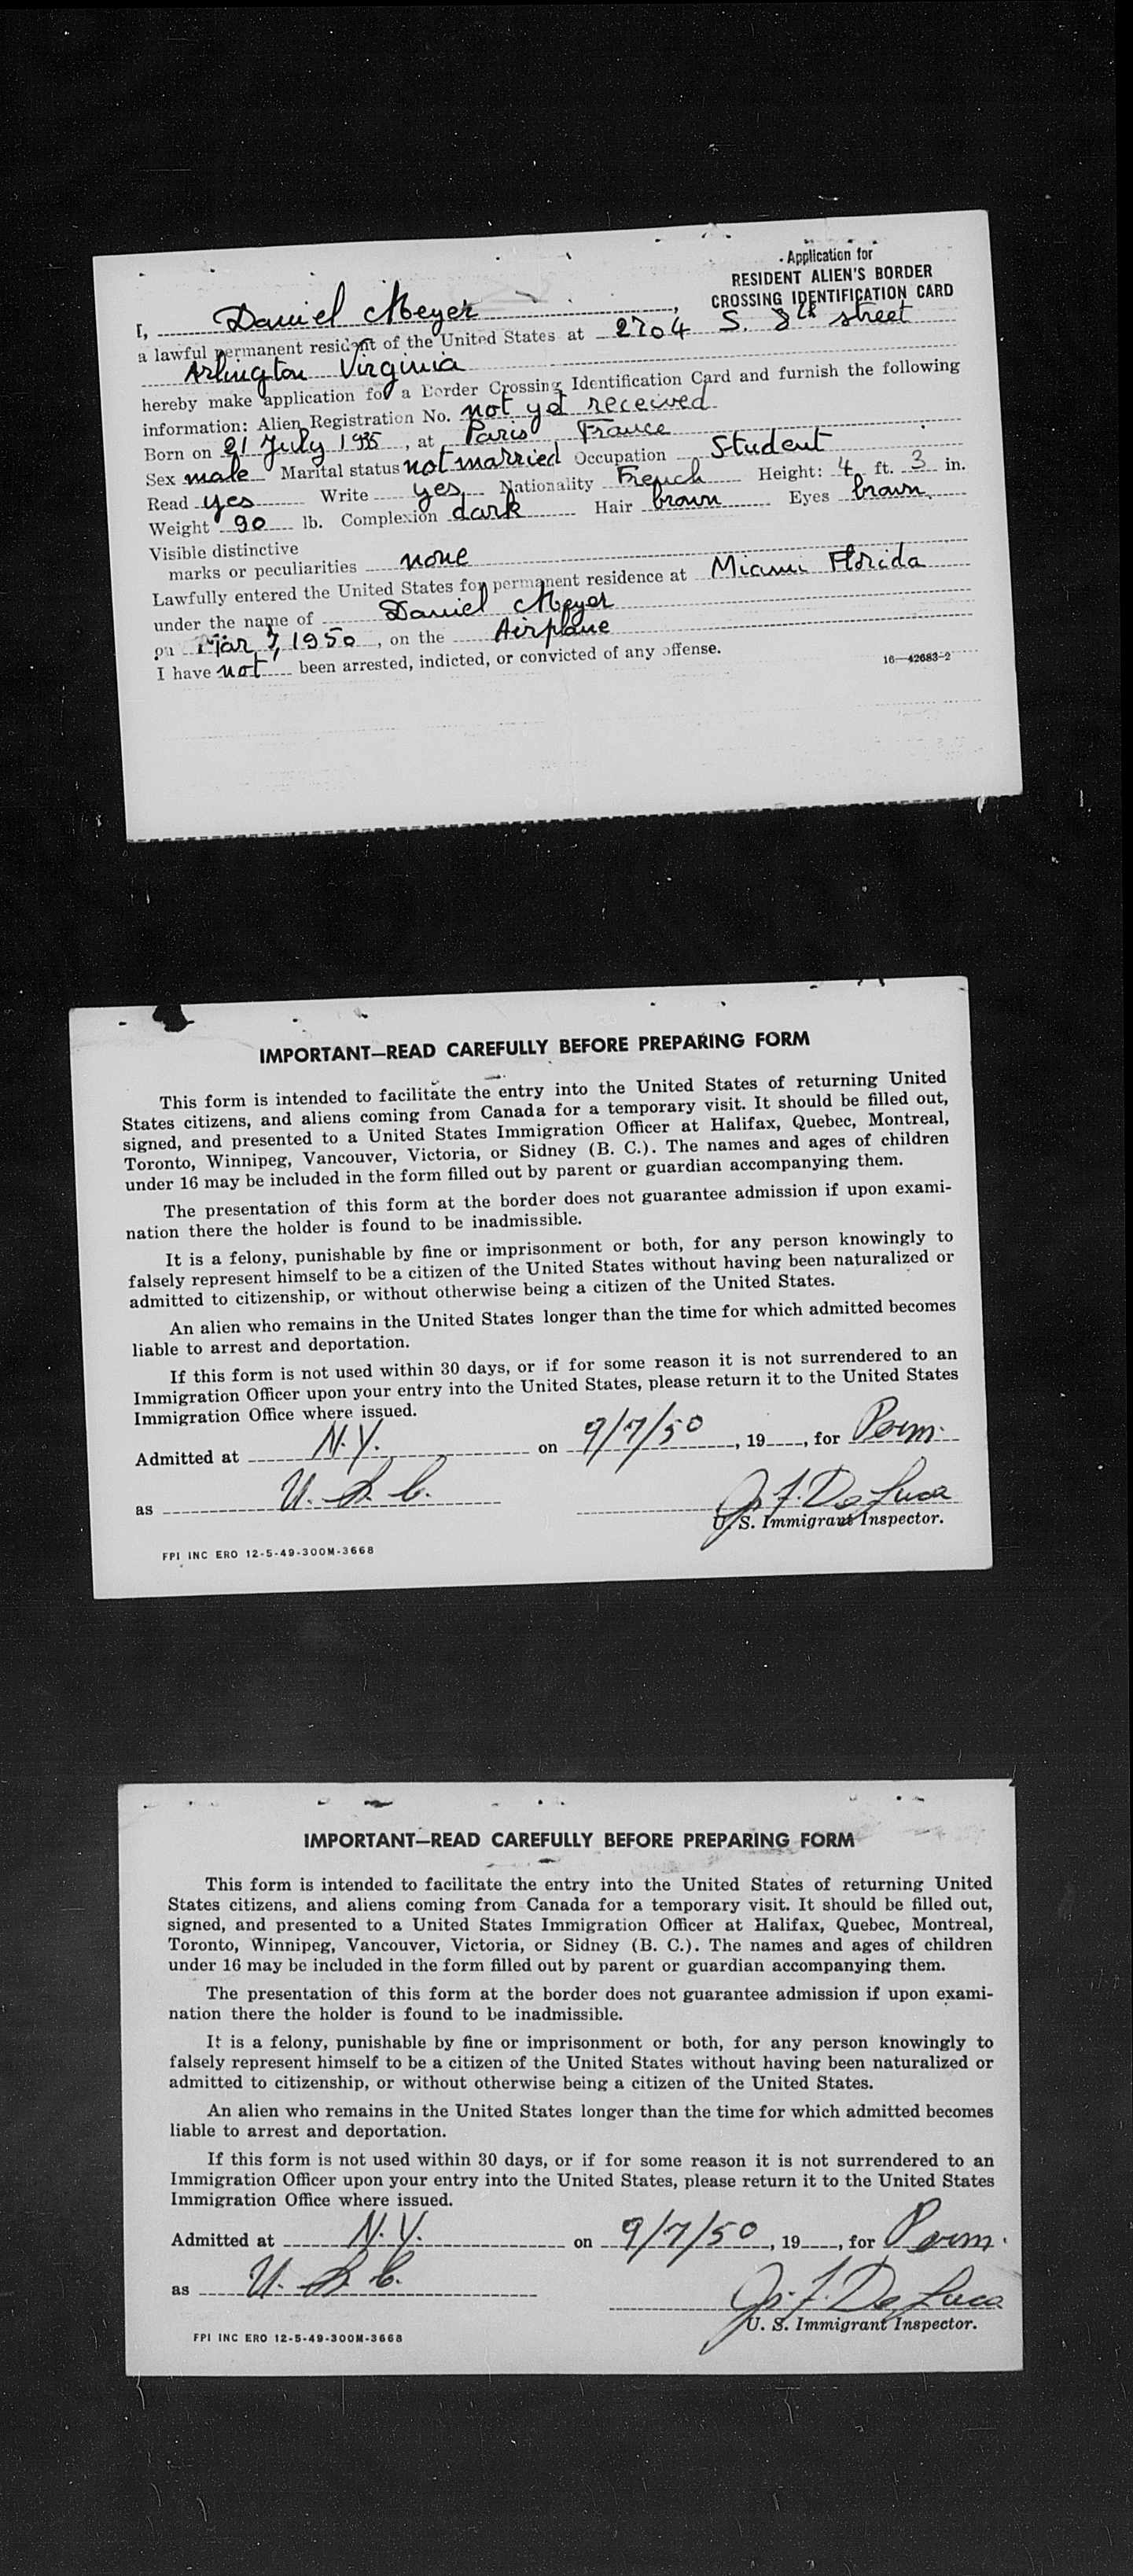 Application for
RESIDENT ALIEN'S BORDER
CROSSING IDENTIFICATION CARD
I, Daniel Meyer,
a lawful permanent resident of the United States at 2704 S. 8th street
Arlington Virginia
hereby make application for a Border Crossing Identification Card and furnish the following
information: Alien Registration No. not yet received
Born on 21 July 1935, at Paris, France
Sex male Marital status not married Occupation Student
Read yes Write yes Nationality French Height: 4 ft. 3 in.
Weight 90 lb. Complexion dark Hair brown Eyes brown
Visible distinctive
marks or peculiarities none
Lawfully entered the United States for permanent residence at Miami Florida
under the name of Daniel Meyer
on Mar 7, 1950, on the Airplane
I have not been arrested, indicted, or convicted of any offense.
16—42683-2
IMPORTANT—READ CAREFULLY BEFORE PREPARING FORM
This form is intended to facilitate the entry into the United States of returning United
States citizens, and aliens coming from Canada for a temporary visit. It should be filled out,
signed, and presented to a United States Immigration Officer at Halifax, Quebec, Montreal,
Toronto, Winnipeg, Vancouver, Victoria, or Sidney (B. C.). The names and ages of children
under 16 may be included in the form filled out by parent or guardian accompanying them.
The presentation of this form at the border does not guarantee admission if upon exami-
nation there the holder is found to be inadmissible.
It is a felony, punishable by fine or imprisonment or both, for any person knowingly to
falsely represent himself to be a citizen of the United States without having been naturalized or
admitted to citizenship, or without otherwise being a citizen of the United States.
An alien who remains in the United States longer than the time for which admitted becomes
liable to arrest and deportation.
If this form is not used within 30 days, or if for some reason it is not surrendered to an
Immigration Officer upon your entry into the United States, please return it to the United States
Immigration Office where issued.
Admitted at N.Y. on 9/7/50, 19, for Perm.
as U.S.C. Js. F. De Luca
U. S. Immigrant Inspector.
FPI INC ERO 12-5-49-300M-3668
IMPORTANT—READ CAREFULLY BEFORE PREPARING FORM
This form is intended to facilitate the entry into the United States of returning United
States citizens, and aliens coming from Canada for a temporary visit. It should be filled out,
signed, and presented to a United States Immigration Officer at Halifax, Quebec, Montreal,
Toronto, Winnipeg, Vancouver, Victoria, or Sidney (B. C.). The names and ages of children
under 16 may be included in the form filled out by parent or guardian accompanying them.
The presentation of this form at the border does not guarantee admission if upon exami-
nation there the holder is found to be inadmissible.
It is a felony, punishable by fine or imprisonment or both, for any person knowingly to
falsely represent himself to be a citizen of the United States without having been naturalized or
admitted to citizenship, or without otherwise being a citizen of the United States.
An alien who remains in the United States longer than the time for which admitted becomes
liable to arrest and deportation.
If this form is not used within 30 days, or if for some reason it is not surrendered to an
Immigration Officer upon your entry into the United States, please return it to the United States
Immigration Office where issued.
Admitted at N.Y. on 9/7/50, 19, for Perm.
as U.S.C. Js. F. De Luca
U. S. Immigrant Inspector.
FPI INC ERO 12-5-49-300M-3668